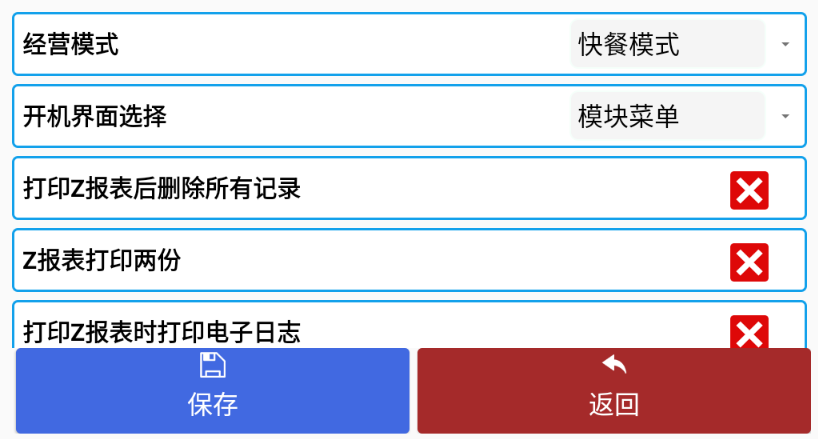 经营模式 快餐模式
开机界面选择 模块菜单
打印Z报表后删除所有记录
Z报表打印两份
打印Z报表时打印电子日志
保存 返回